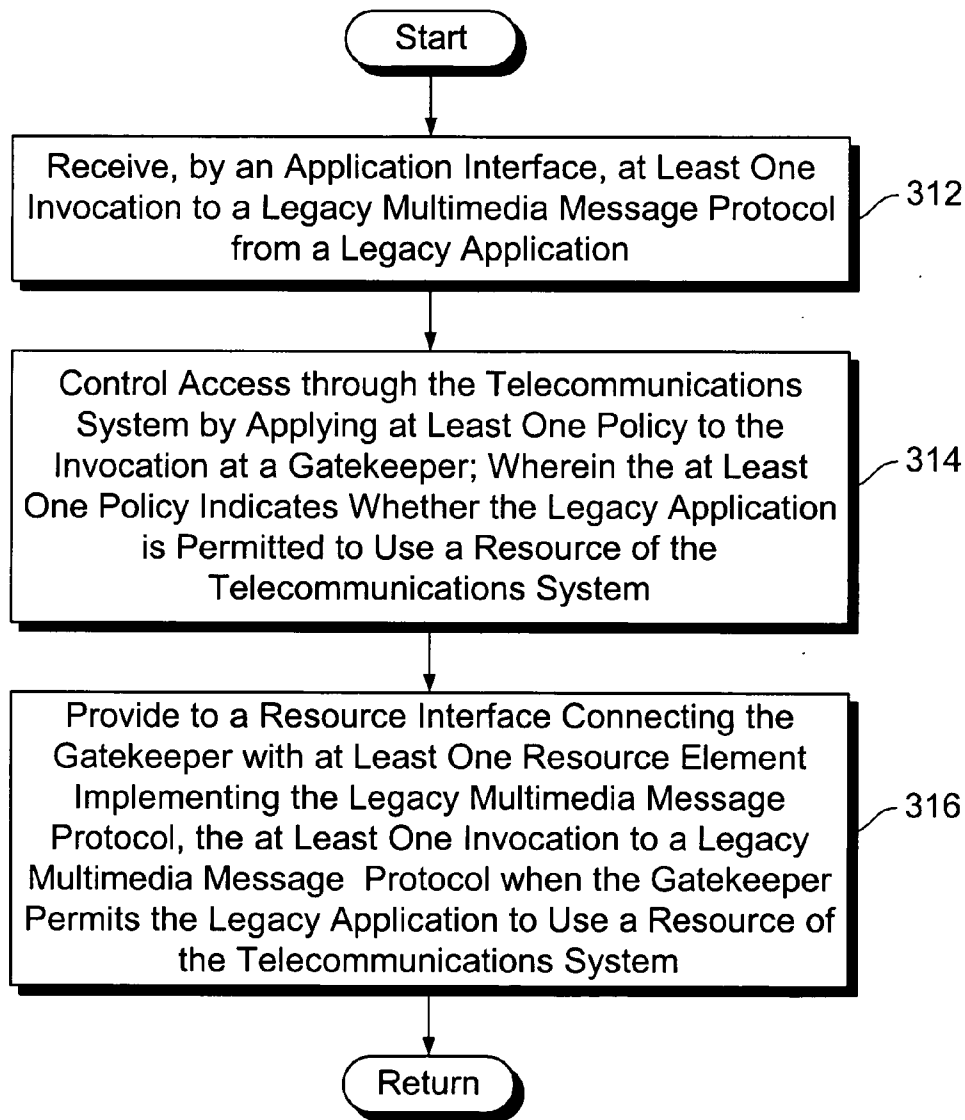 Start
Receive, by an Application Interface, at Least One
Invocation to a Legacy Multimedia Message Protocol
from a Legacy Application
312
Control Access through the Telecommunications
System by Applying at Least One Policy to the
Invocation at a Gatekeeper; Wherein the at Least
One Policy Indicates Whether the Legacy Application
is Permitted to Use a Resource of the
Telecommunications System
314
Provide to a Resource Interface Connecting the
Gatekeeper with at Least One Resource Element
Implementing the Legacy Multimedia Message
Protocol, the at Least One Invocation to a Legacy
Multimedia Message Protocol when the Gatekeeper
Permits the Legacy Application to Use a Resource of
the Telecommunications System
316
Return